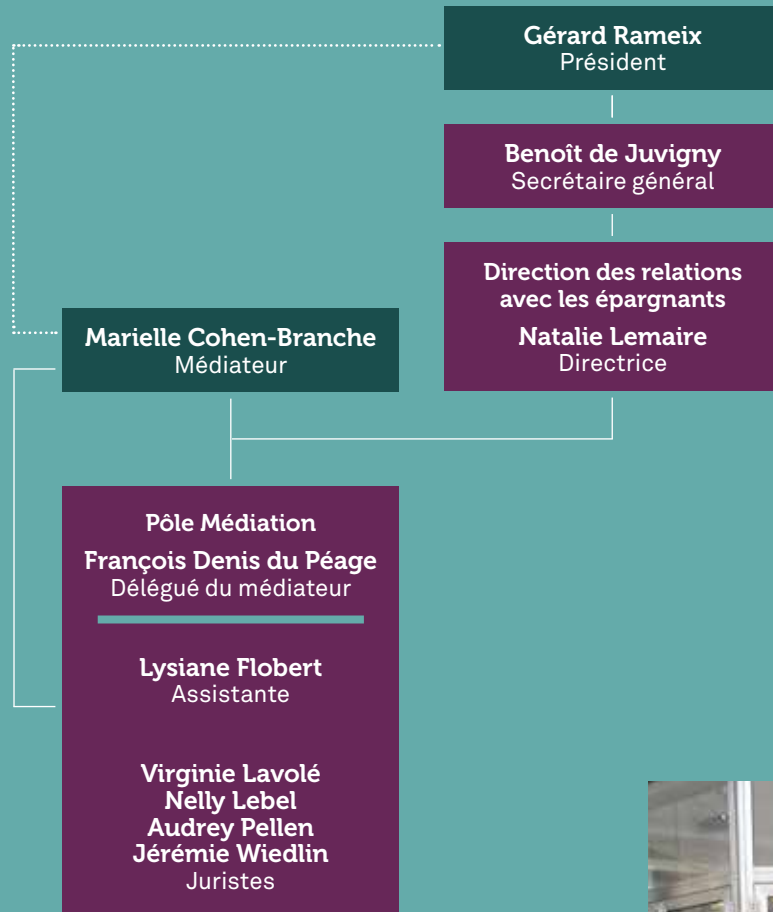 Gérard Rameix
Président
Benoît de Juvigny
Secrétaire général
Direction des relations
avec les épargnants
Natalie Lemaire
Directrice
Marielle Cohen-Branche
Médiateur
Pôle Médiation
François Denis du Péage
Délégué du médiateur
Lysiane Flobert
Assistante
Virginie Lavolé
Nelly Lebel
Audrey Pellen
Jérémie Wiedlin
Juristes